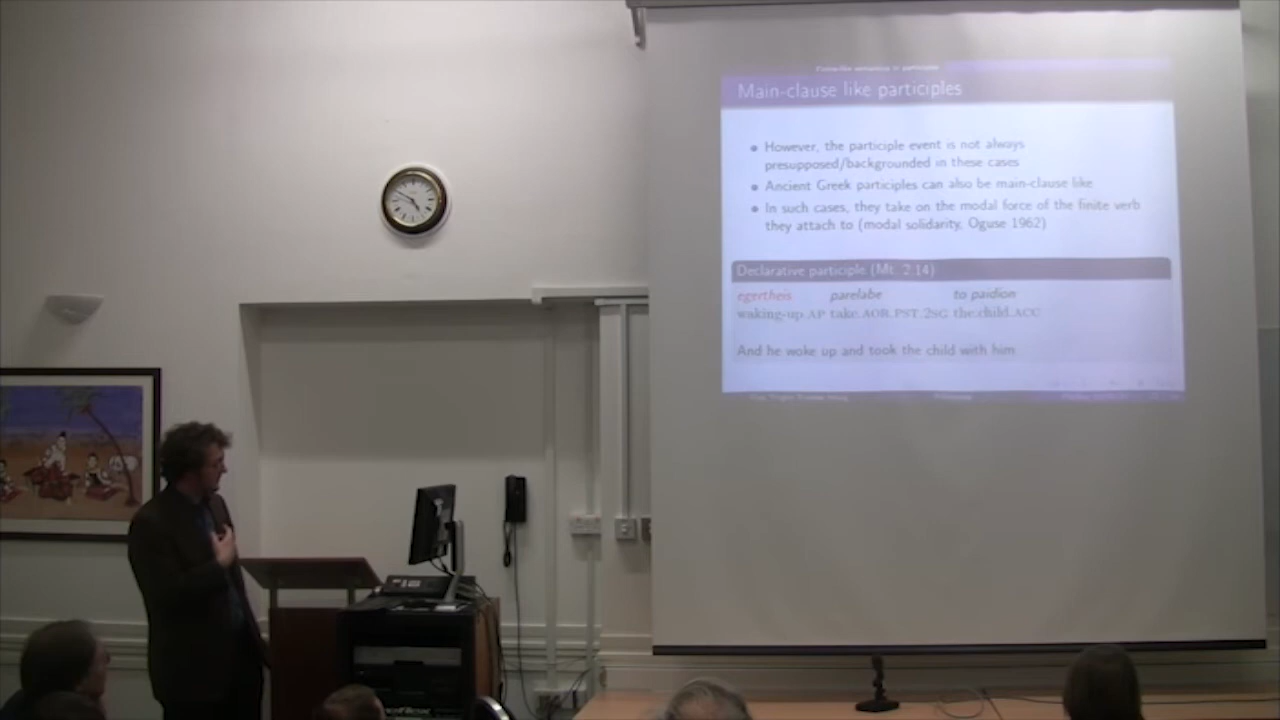 Main-clause like participles
However, the participle event is not always
presupposed/backgrounded in these cases
Ancient Greek participles can also be main-clause like
In such cases, they take on the modal force of the finite verb
they attach to (modal solidarity, Oguse 1962)
Declarative participle (Mt. 2.14)
egertheis parelabe to paidion
waking-up.AP take.AOR.PST.2SG the.child.ACC
And he woke up and took the child with him